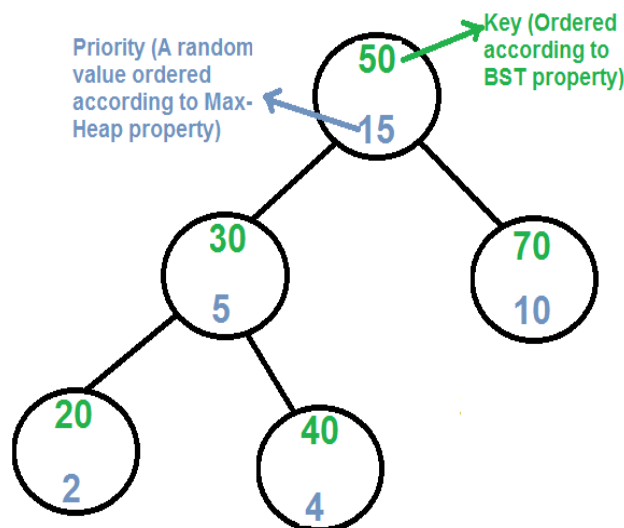 Priority (A random
value ordered
according to Max-
Heap property)
Key (Ordered
according to
BST property)
50
15
30
5
70
10
20
2
40
4